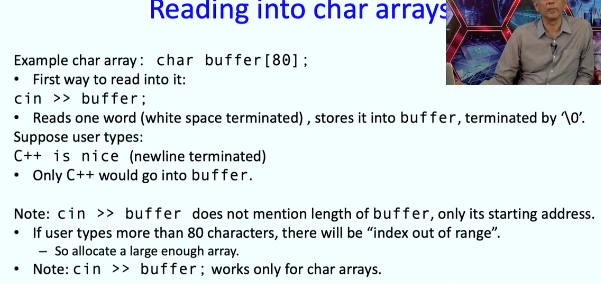 Reading into char arrays
Example char array: char buffer[80];
• First way to read into it:
cin >> buffer;
• Reads one word (white space terminated) , stores it into buffer, terminated by ‘\0’.
Suppose user types:
C++ is nice (newline terminated)
• Only C++ would go into buffer.
Note: cin >> buffer does not mention length of buffer, only its starting address.
• If user types more than 80 characters, there will be “index out of range”.
– So allocate a large enough array.
• Note: cin >> buffer; works only for char arrays.